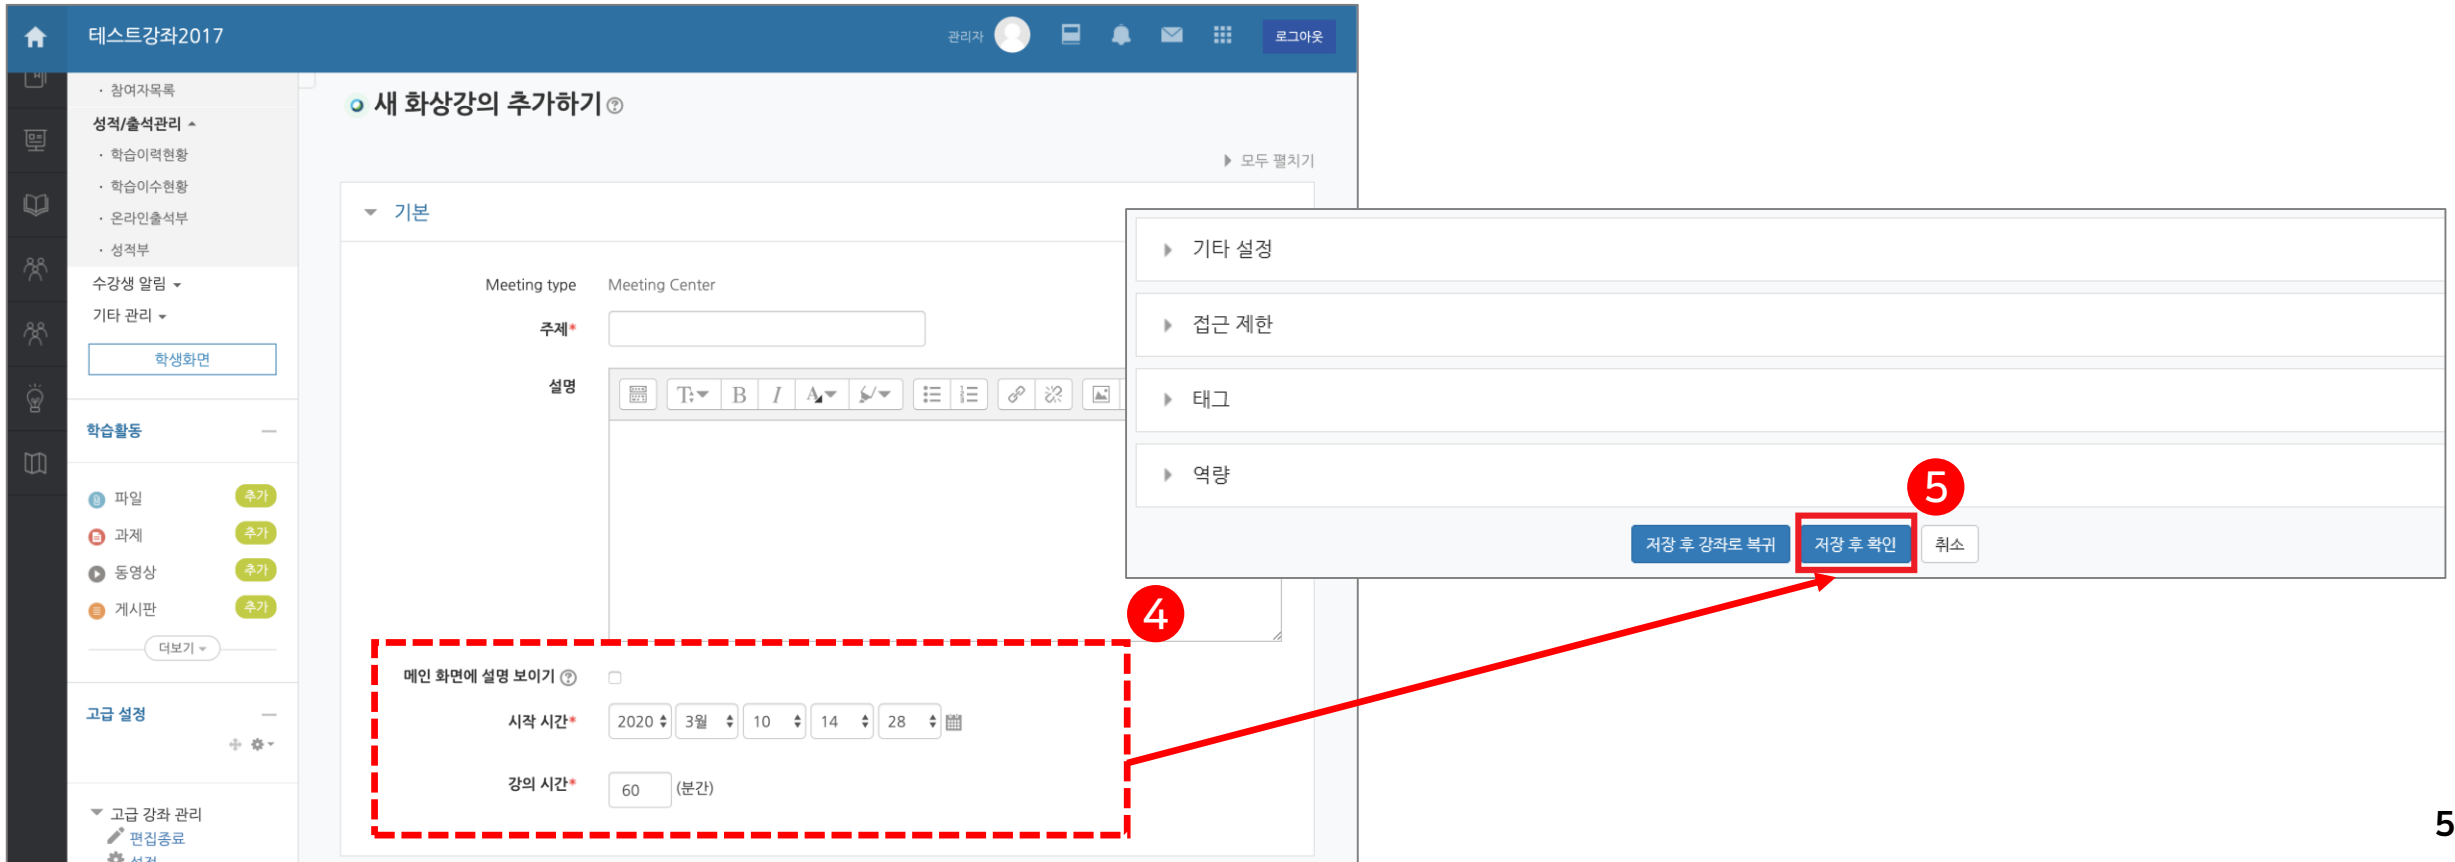 테스트강좌2017
관리자
로그아웃
· 참여자목록
성적/출석관리
· 학습이력현황
· 학습이수현황
· 온라인출석부
· 성적부
수강생 알림
기타 관리
학생화면
학습활동
파일 추가
과제 추가
동영상 추가
게시판 추가
더보기
고급 설정
고급 강좌 관리
편집종료
설정
새 화상강의 추가하기
모두 펼치기
기본
Meeting type Meeting Center
주제*
설명
4
메인 화면에 설명 보이기
시작 시간* 2020 3월 10 14 28
강의 시간* 60 (분간)
기타 설정
접근 제한
태그
역량
5
저장 후 강좌로 복귀 저장 후 확인 취소
5